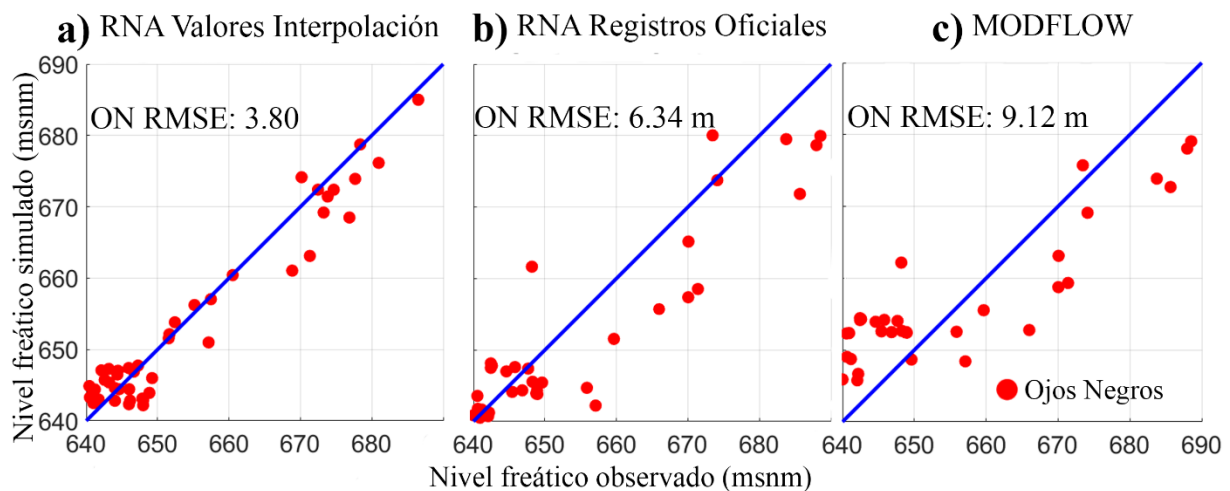 a) RNA Valores Interpolación
b) RNA Registros Oficiales
c) MODFLOW
Nivel freático simulado (msnm)
690
680
670
660
650
640
ON RMSE: 3.80
ON RMSE: 6.34 m
ON RMSE: 9.12 m
Ojos Negros
640 650 660 670 680
640 650 660 670 680
640 650 660 670 680 690
Nivel freático observado (msnm)